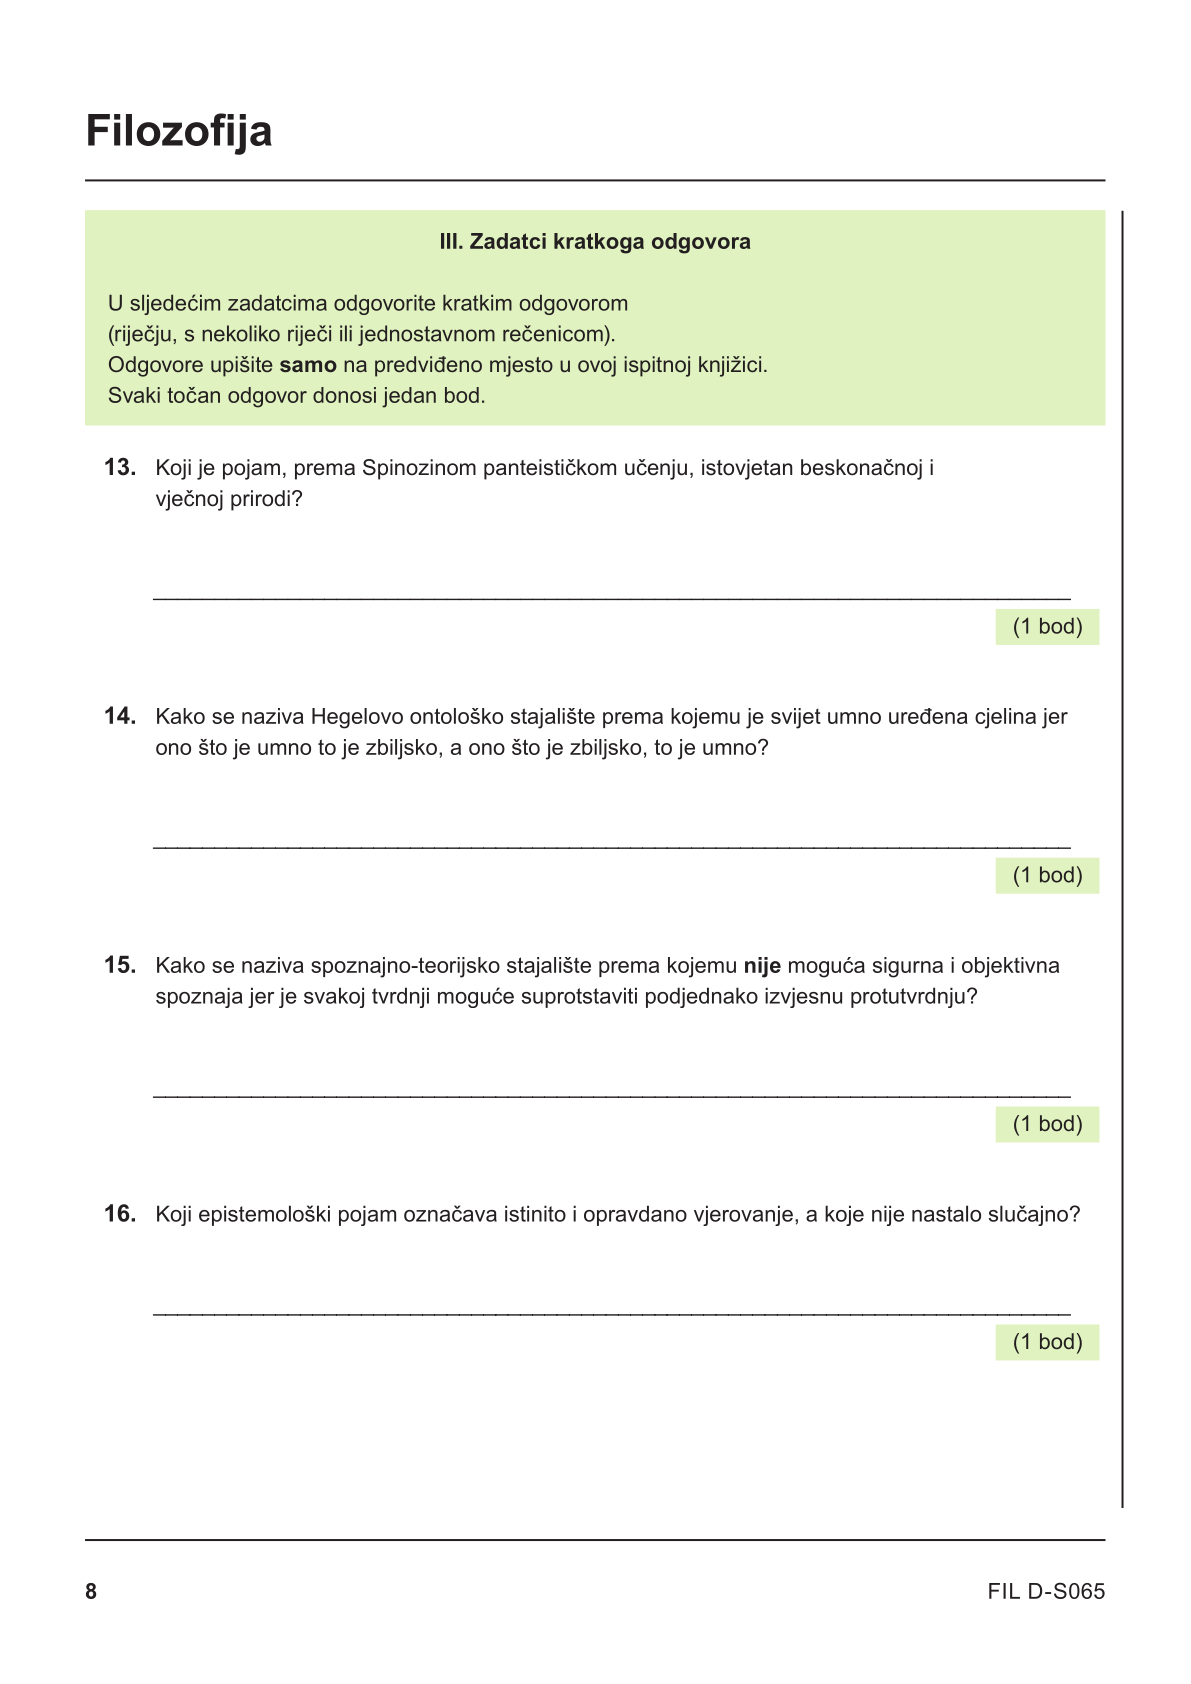 Filozofija
III. Zadatci kratkoga odgovora
U sljedećim zadatcima odgovorite kratkim odgovorom
(riječju, s nekoliko riječi ili jednostavnom rečenicom).
Odgovore upišite samo na predviđeno mjesto u ovoj ispitnoj knjižici.
Svaki točan odgovor donosi jedan bod.
13. Koji je pojam, prema Spinozinom panteističkom učenju, istovjetan beskonačnoj i
vječnoj prirodi?
(1 bod)
14. Kako se naziva Hegelovo ontološko stajalište prema kojemu je svijet umno uređena cjelina jer
ono što je umno to je zbiljsko, a ono što je zbiljsko, to je umno?
(1 bod)
15. Kako se naziva spoznajno-teorijsko stajalište prema kojemu nije moguća sigurna i objektivna
spoznaja jer je svakoj tvrdnji moguće suprotstaviti podjednako izvjesnu protutvrdnju?
(1 bod)
16. Koji epistemološki pojam označava istinito i opravdano vjerovanje, a koje nije nastalo slučajno?
(1 bod)
8
FIL D-S065